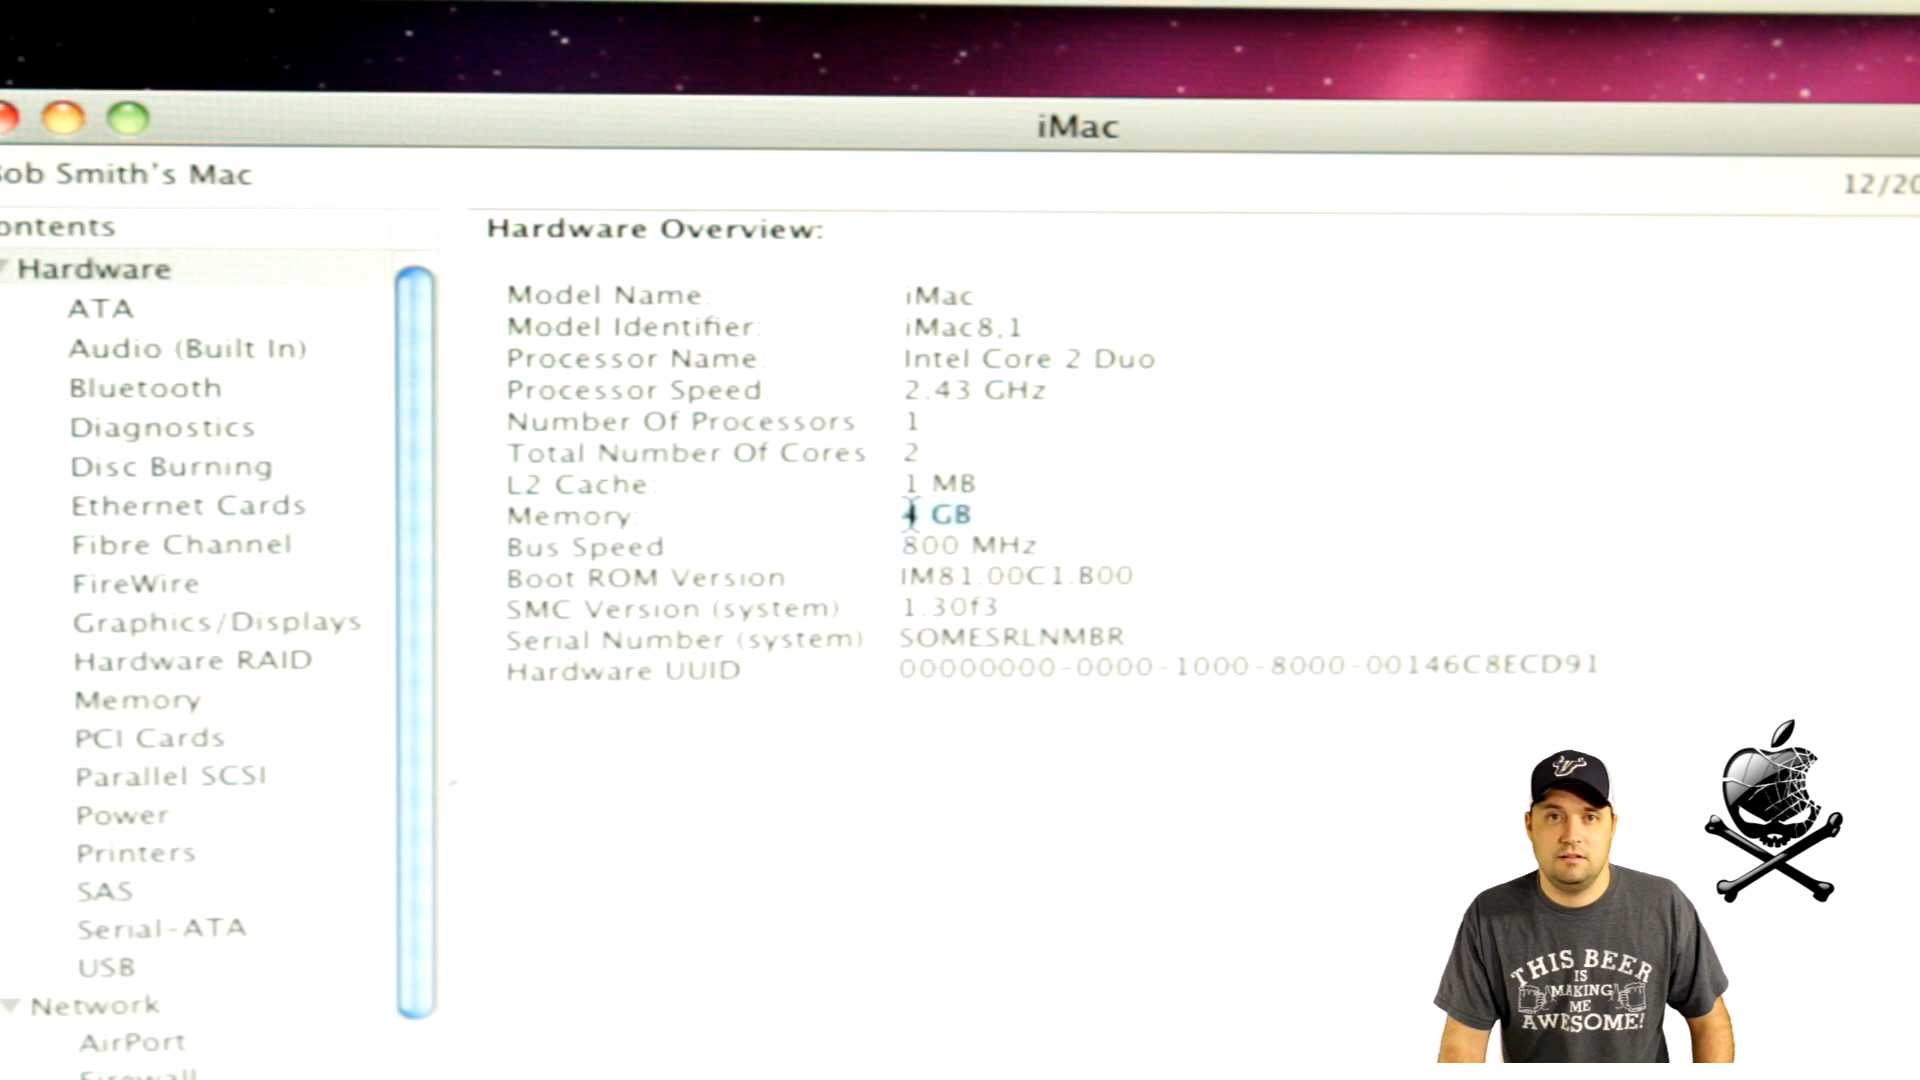 iMac
ob Smith's Mac
12/20
ontents
Hardware Overview:
Hardware
ATA
Audio (Built In)
Bluetooth
Diagnostics
Disc Burning
Ethernet Cards
Fibre Channel
FireWire
Graphics/Displays
Hardware RAID
Memory
PCI Cards
Parallel SCSI
Power
Printers
SAS
Serial-ATA
USB
Network
AirPort
Firewall
Model Name: iMac
Model Identifier: iMac8,1
Processor Name: Intel Core 2 Duo
Processor Speed: 2.43 GHz
Number Of Processors: 1
Total Number Of Cores: 2
L2 Cache: 1 MB
Memory: 4 GB
Bus Speed 800 MHz
Boot ROM Version IM81.00C1.B00
SMC Version (system) 1.30f3
Serial Number (system) SOMESRLNMBR
Hardware UUID 00000000-0000-1000-8000-00146C8ECD91
THIS BEER
IS
MAKING
ME
AWESOME!